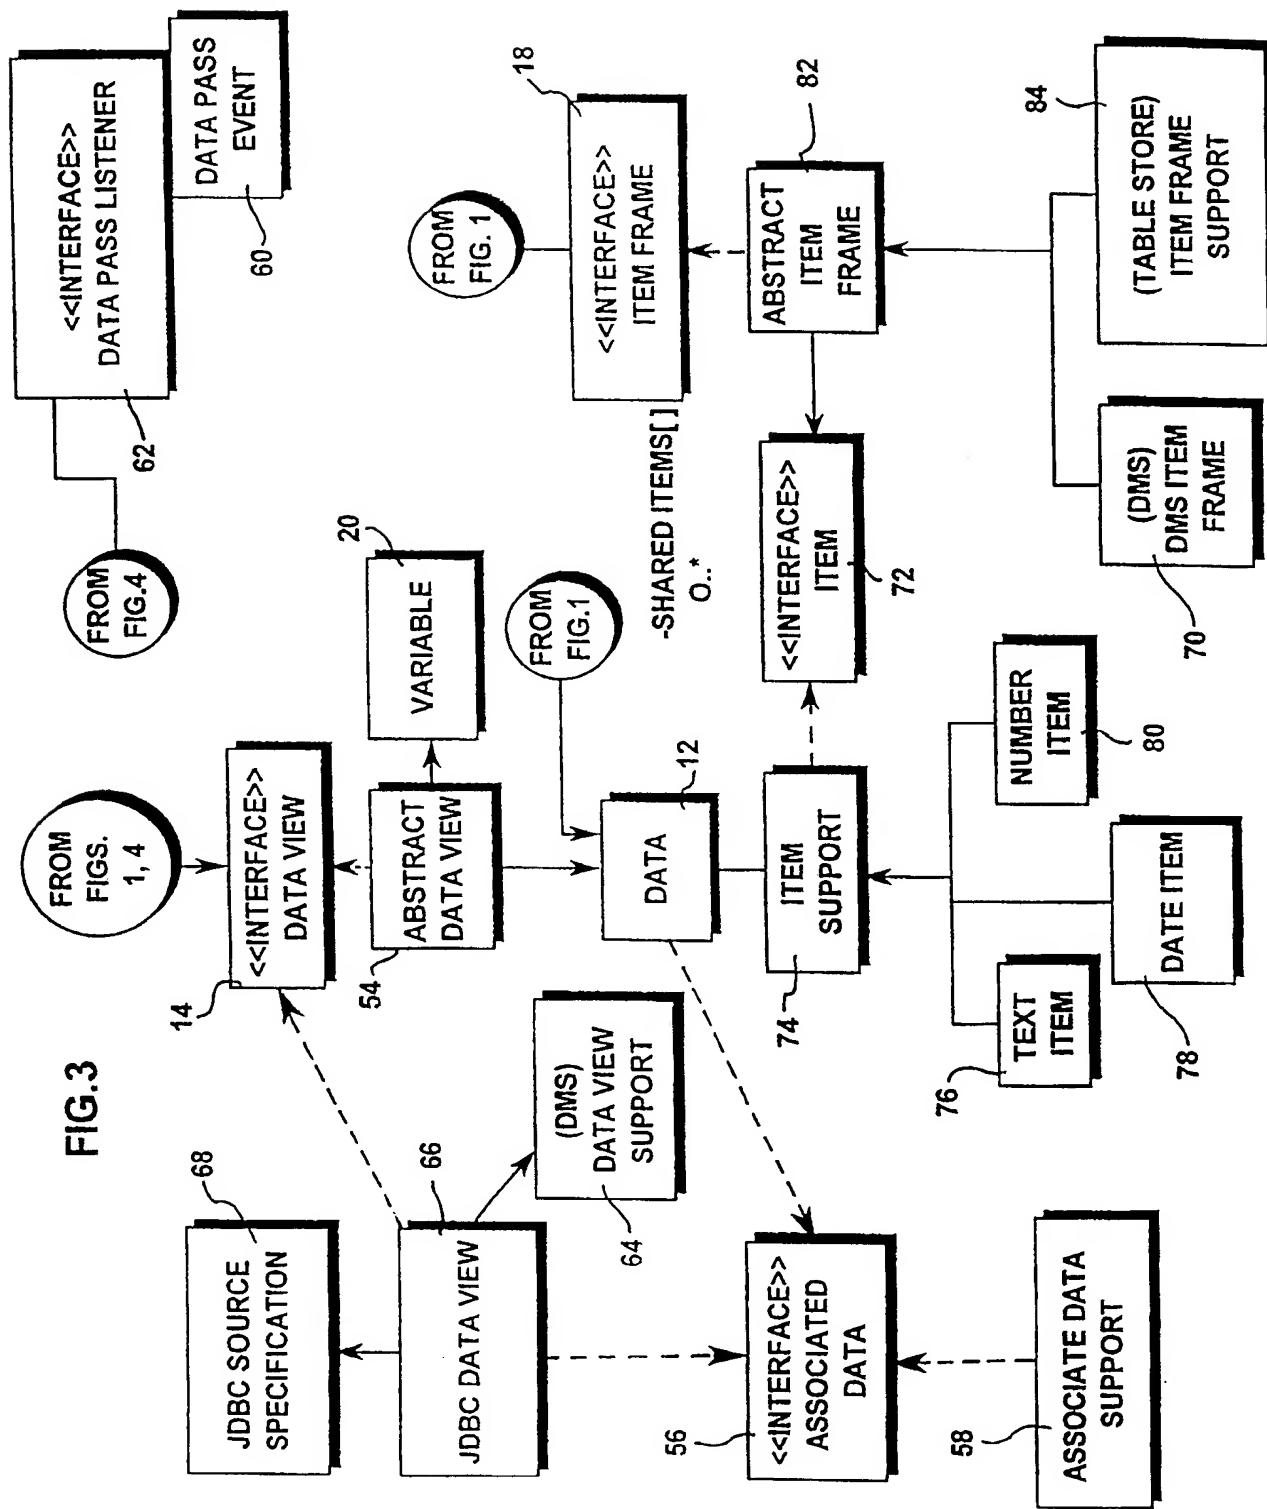 FIG.3
JDBC SOURCE
SPECIFICATION
68
JDBC DATA VIEW
66
<<INTERFACE>>
ASSOCIATED
DATA
56
ASSOCIATE DATA
SUPPORT
58
(DMS)
DATA VIEW
SUPPORT
64
FROM
FIGS.
1, 4
<<INTERFACE>>
DATA VIEW
14
ABSTRACT
DATA VIEW
54
VARIABLE
20
FROM
FIG.1
DATA
12
ITEM
SUPPORT
74
TEXT
ITEM
76
DATE ITEM
78
NUMBER
ITEM
80
FROM
FIG.4
<<INTERFACE>>
DATA PASS LISTENER
62
DATA PASS
EVENT
60
FROM
FIG. 1
<<INTERFACE>>
ITEM FRAME
18
-SHARED ITEMS[ ]
O..*
<<INTERFACE>>
ITEM
72
ABSTRACT
ITEM
FRAME
82
(DMS)
DMS ITEM
FRAME
70
(TABLE STORE)
ITEM FRAME
SUPPORT
84